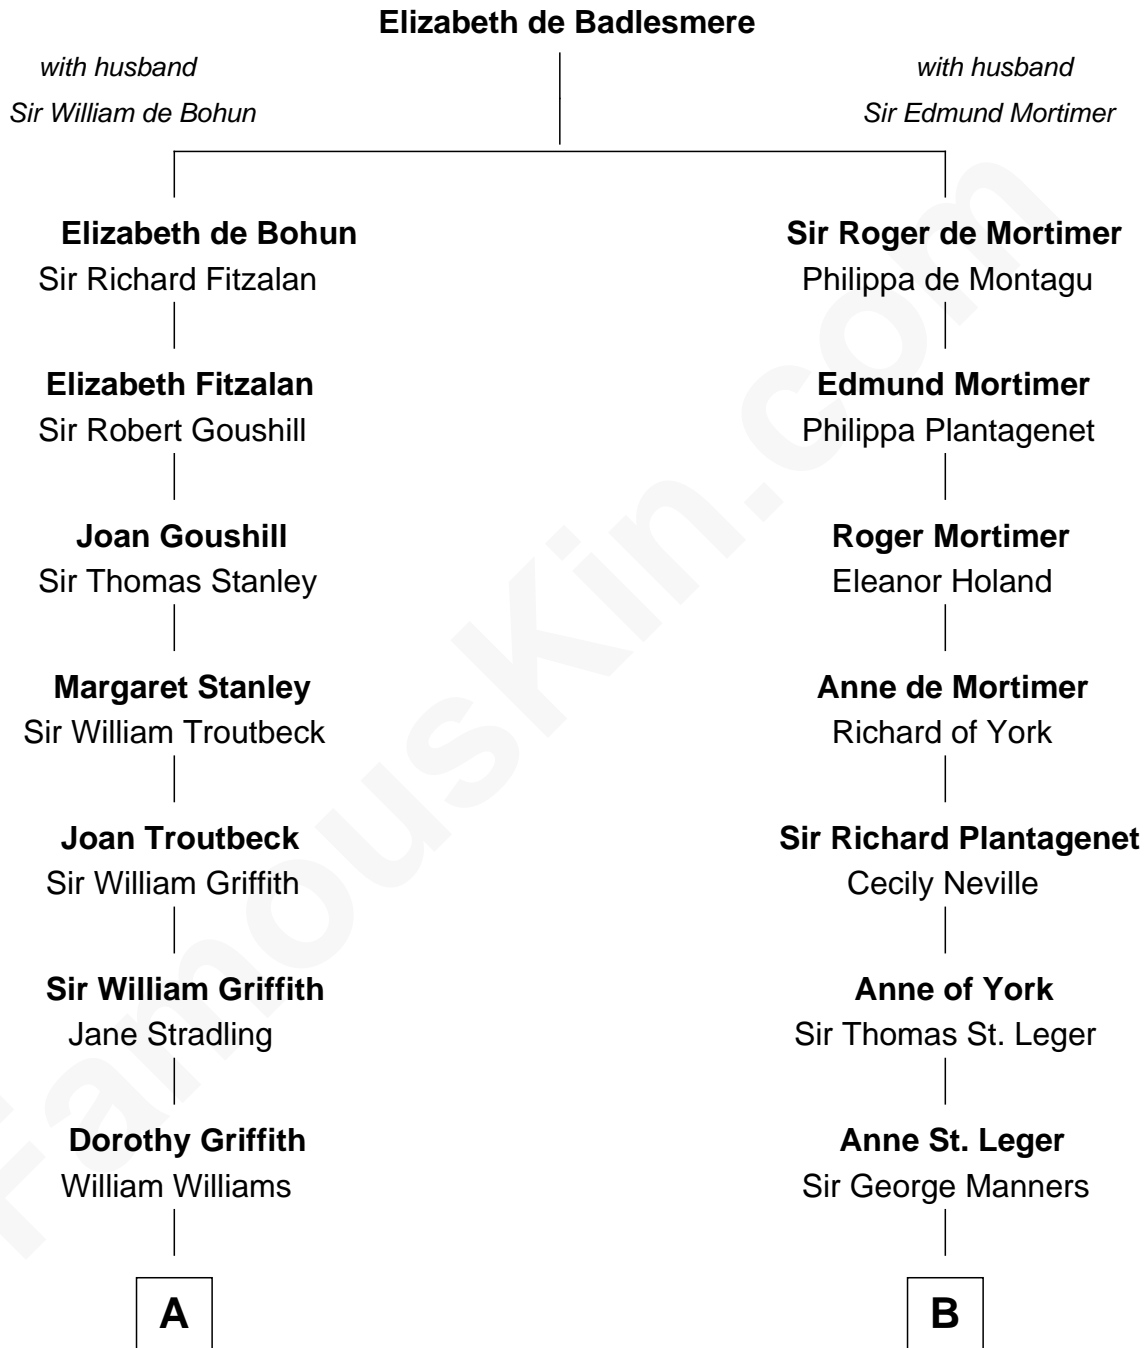 Elizabeth de Badlesmere
with husband
Sir William de Bohun
with husband
Sir Edmund Mortimer
Elizabeth de Bohun
Sir Richard Fitzalan
Sir Roger de Mortimer
Philippa de Montagu
Elizabeth Fitzalan
Sir Robert Goushill
Edmund Mortimer
Philippa Plantagenet
Joan Goushill
Sir Thomas Stanley
Roger Mortimer
Eleanor Holand
Margaret Stanley
Sir William Troutbeck
Anne de Mortimer
Richard of York
Joan Troutbeck
Sir William Griffith
Sir Richard Plantagenet
Cecily Neville
Sir William Griffith
Jane Stradling
Anne of York
Sir Thomas St. Leger
Dorothy Griffith
William Williams
Anne St. Leger
Sir George Manners
A
B
FamousKin.com